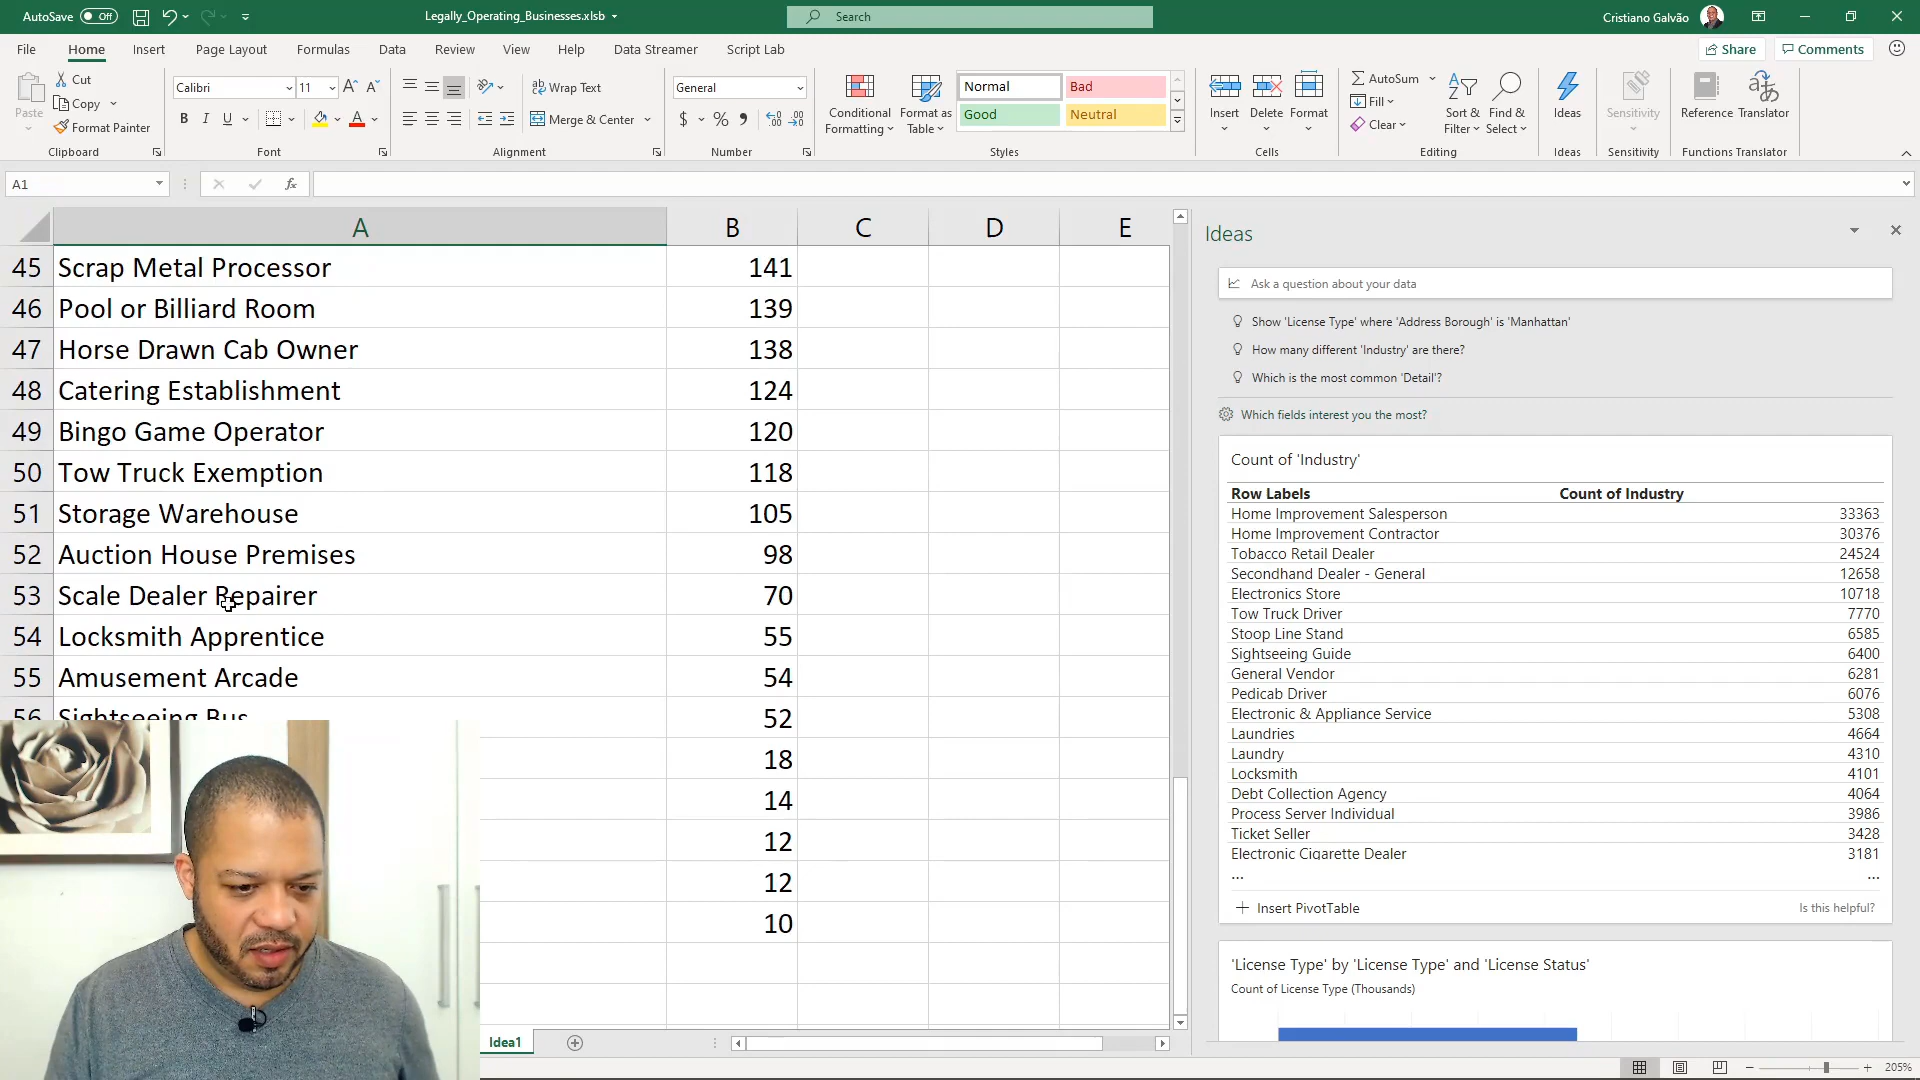 AutoSave Off
Legally_Operating_Businesses.xlsb
Search
Cristiano Galvão
File Home Insert Page Layout Formulas Data Review View Help Data Streamer Script Lab
Share
Comments
Paste
Cut
Copy
Format Painter
Clipboard
Calibri
11
B I U
A
Font
Wrap Text
Merge & Center
Alignment
General
$ % 9
Number
Conditional Formatting
Format as Table
Normal
Bad
Good
Neutral
Styles
Insert
Delete
Format
Cells
AutoSum
Fill
Clear
Sort & Filter
Find & Select
Editing
Ideas
Ideas
Sensitivity
Sensitivity
Reference
Translator
Functions Translator
A1
fx
A B C D E
45 Scrap Metal Processor 141
46 Pool or Billiard Room 139
47 Horse Drawn Cab Owner 138
48 Catering Establishment 124
49 Bingo Game Operator 120
50 Tow Truck Exemption 118
51 Storage Warehouse 105
52 Auction House Premises 98
53 Scale Dealer Repairer 70
54 Locksmith Apprentice 55
55 Amusement Arcade 54
56 Sightseeing Bus 52
18
14
12
12
10
Idea1
Ideas
Ask a question about your data
Show 'License Type' where 'Address Borough' is 'Manhattan'
How many different 'Industry' are there?
Which is the most common 'Detail'?
Which fields interest you the most?
Count of 'Industry'
Row Labels Count of Industry
Home Improvement Salesperson 33363
Home Improvement Contractor 30376
Tobacco Retail Dealer 24524
Secondhand Dealer - General 12658
Electronics Store 10718
Tow Truck Driver 7770
Stoop Line Stand 6585
Sightseeing Guide 6400
General Vendor 6281
Pedicab Driver 6076
Electronic & Appliance Service 5308
Laundries 4664
Laundry 4310
Locksmith 4101
Debt Collection Agency 4064
Process Server Individual 3986
Ticket Seller 3428
Electronic Cigarette Dealer 3181
... ...
Insert PivotTable
Is this helpful?
'License Type' by 'License Type' and 'License Status'
Count of License Type (Thousands)
205%